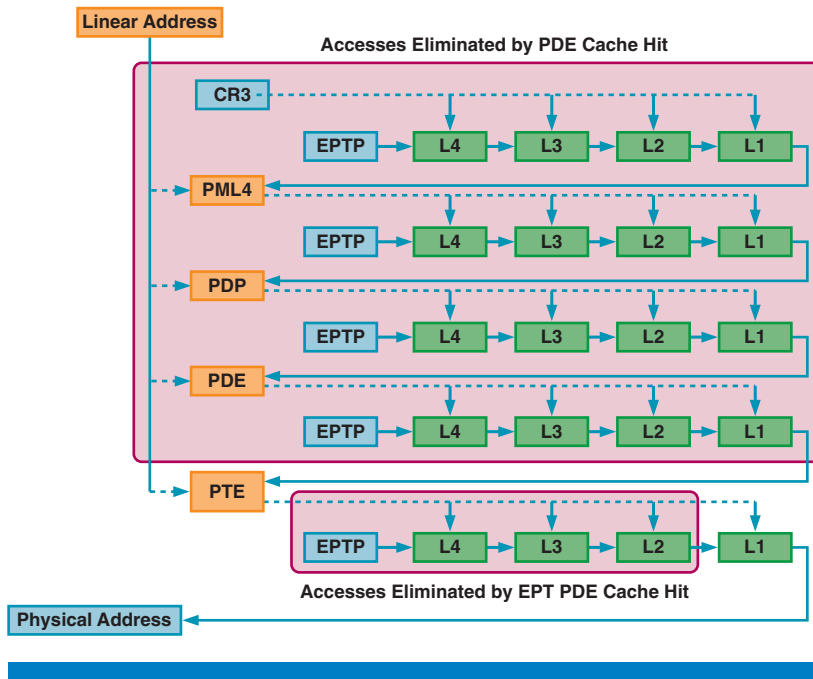 Linear Address
Accesses Eliminated by PDE Cache Hit
CR3
EPTP L4 L3 L2 L1
PML4
EPTP L4 L3 L2 L1
PDP
EPTP L4 L3 L2 L1
PDE
EPTP L4 L3 L2 L1
PTE
EPTP L4 L3 L2 L1
Accesses Eliminated by EPT PDE Cache Hit
Physical Address